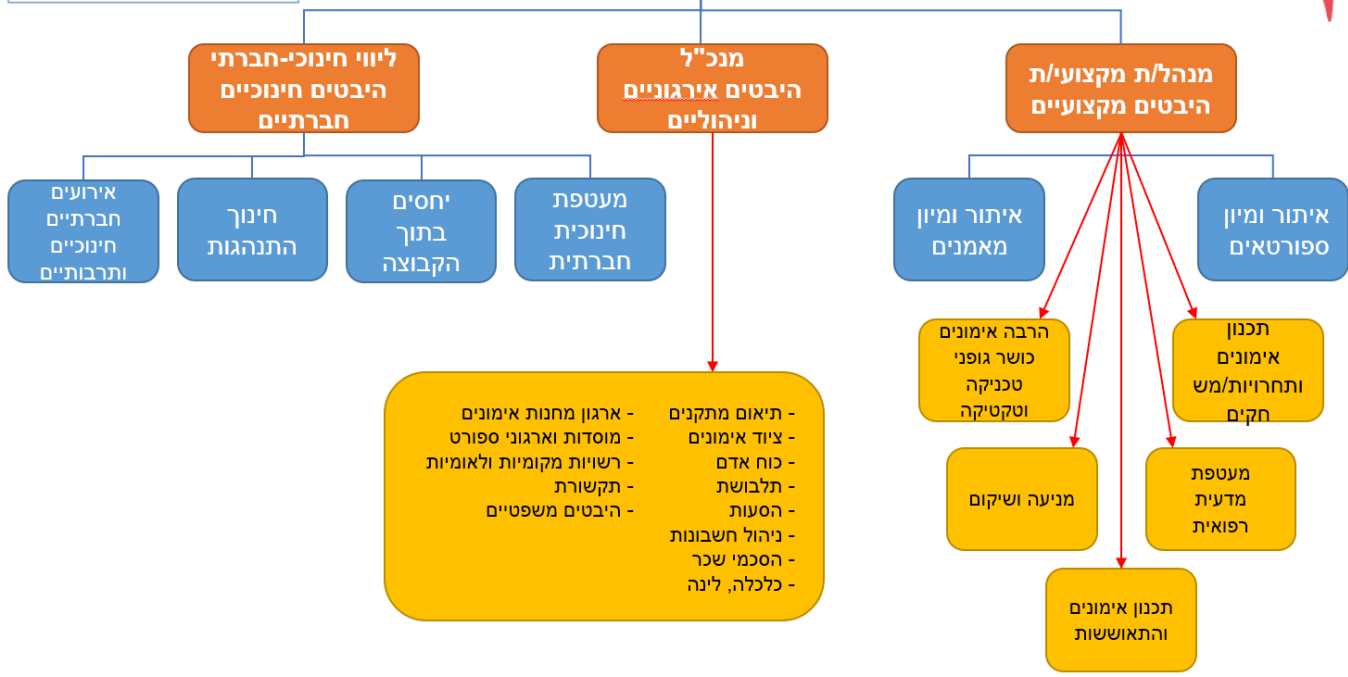 מנהל/ת מקצועי/ת
היבטים מקצועיים
מנכ"ל
היבטים אירגוניים
וניהוליים
ליווי חינוכי-חברתי
היבטים חינוכיים
חברתיים
איתור ומיון
ספורטאים
איתור ומיון
מאמנים
מעטפת
חינוכית
חברתית
יחסים
בתוך
הקבוצה
חינוך
התנהגות
אירועים
חברתיים
חינוכיים
ותרבותיים
תכנון
אימונים
ותחרויות/מש
חקים
הרבה אימונים
כושר גופני
טכניקה
וטקטיקה
מעטפת
מדעית
רפואית
מניעה ושיקום
תכנון אימונים
והתאוששות
- תיאום מתקנים
- ציוד אימונים
- כוח אדם
- תלבושת
- הסעות
- ניהול חשבונות
- הסכמי שכר
- כלכלה, לינה
- ארגון מחנות אימונים
- מוסדות וארגוני ספורט
- רשויות מקומיות ולאומיות
- תקשורת
- היבטים משפטיים